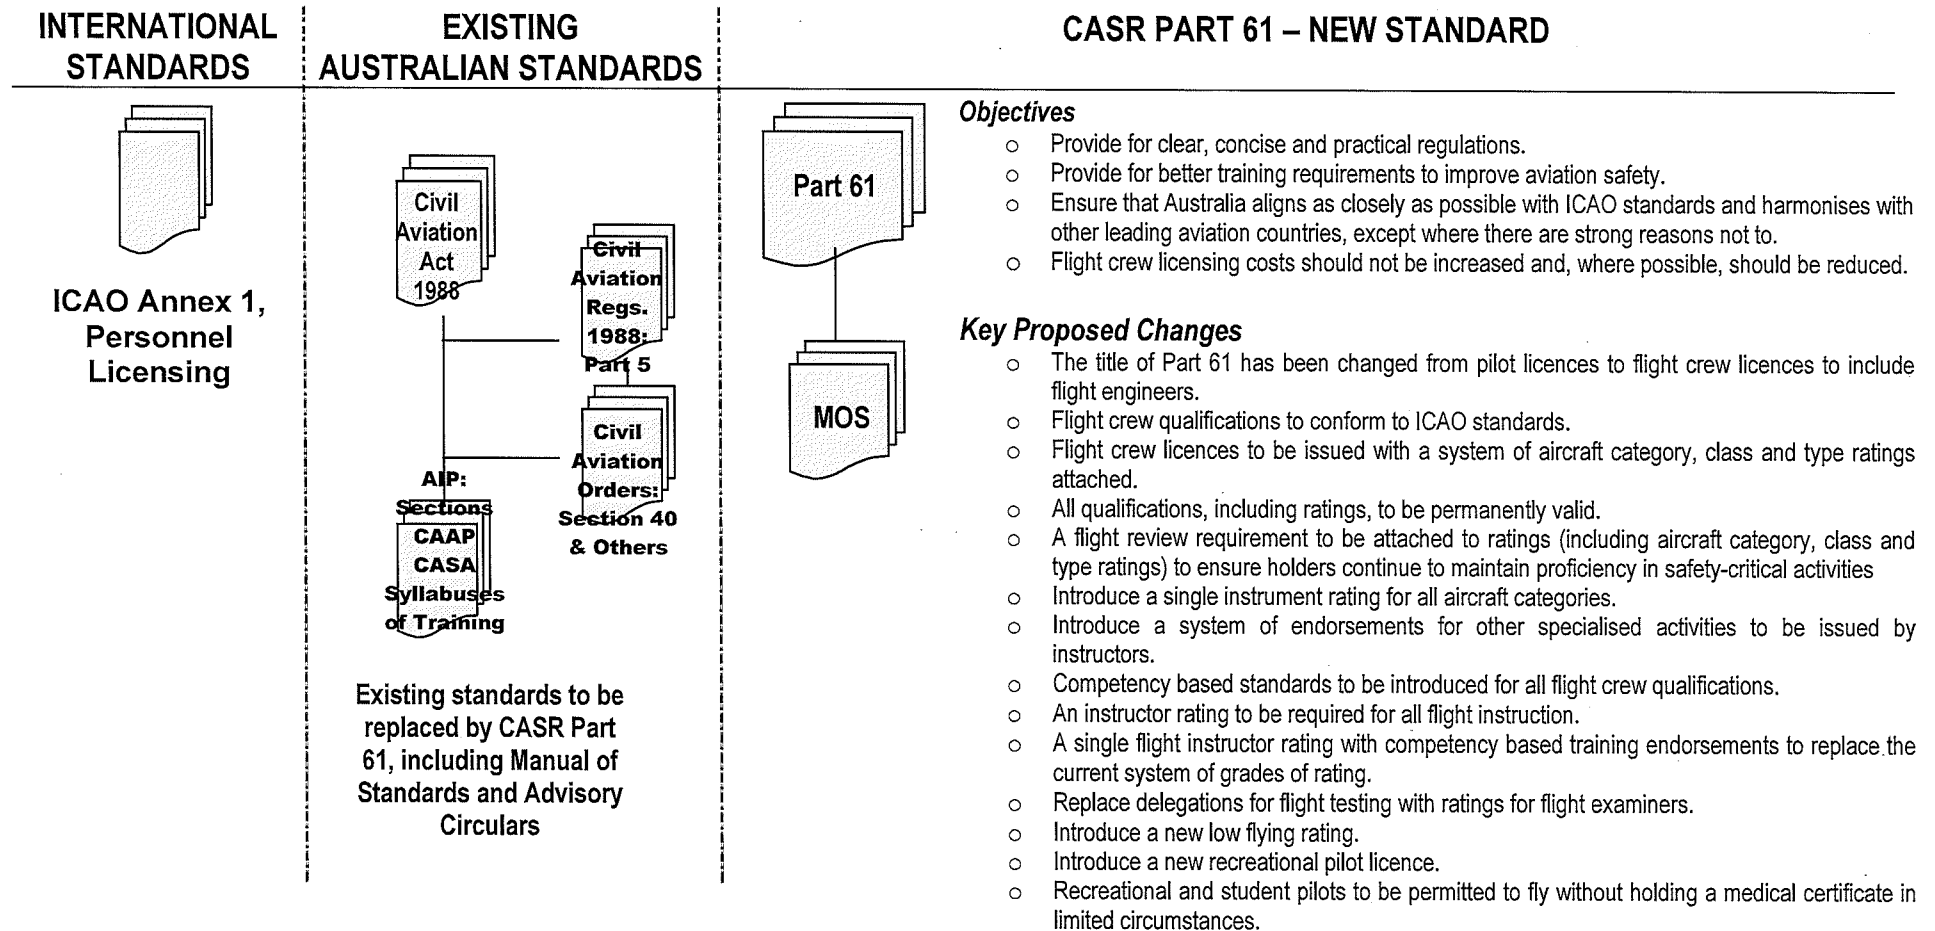 INTERNATIONAL
STANDARDS
EXISTING
AUSTRALIAN STANDARDS
CASR PART 61 – NEW STANDARD
ICAO Annex 1,
Personnel
Licensing
Civil
Aviation
Act
1988
Civil
Aviation
Regs.
1988:
Part 5
Civil
Aviation
Orders:
Section 40
& Others
AIP:
Sections
CAAP
CASA
Syllabuses
of Training
Existing standards to be
replaced by CASR Part
61, including Manual of
Standards and Advisory
Circulars
Part 61
MOS
Objectives
o Provide for clear, concise and practical regulations.
o Provide for better training requirements to improve aviation safety.
o Ensure that Australia aligns as closely as possible with ICAO standards and harmonises with
other leading aviation countries, except where there are strong reasons not to.
o Flight crew licensing costs should not be increased and, where possible, should be reduced.
Key Proposed Changes
o The title of Part 61 has been changed from pilot licences to flight crew licences to include
flight engineers.
o Flight crew qualifications to conform to ICAO standards.
o Flight crew licences to be issued with a system of aircraft category, class and type ratings
attached.
o All qualifications, including ratings, to be permanently valid.
o A flight review requirement to be attached to ratings (including aircraft category, class and
type ratings) to ensure holders continue to maintain proficiency in safety-critical activities
o Introduce a single instrument rating for all aircraft categories.
o Introduce a system of endorsements for other specialised activities to be issued by
instructors.
o Competency based standards to be introduced for all flight crew qualifications.
o An instructor rating to be required for all flight instruction.
o A single flight instructor rating with competency based training endorsements to replace the
current system of grades of rating.
o Replace delegations for flight testing with ratings for flight examiners.
o Introduce a new low flying rating.
o Introduce a new recreational pilot licence.
o Recreational and student pilots to be permitted to fly without holding a medical certificate in
limited circumstances.